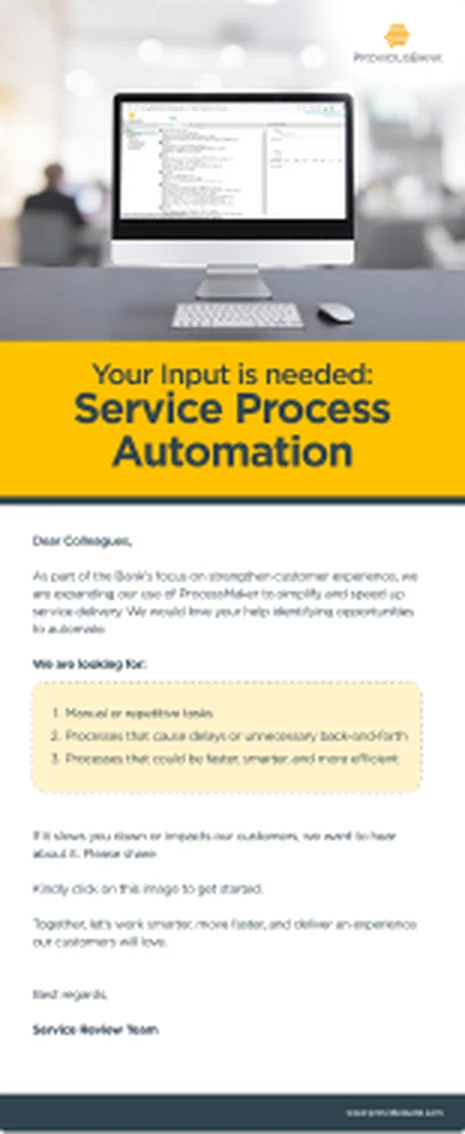 PROVIDUSBANK
Your Input is needed:
Service Process
Automation
Dear Colleagues,
As part of the Bank's focus on strengthen customer experience, we
are expanding our use of ProcessMaker to simplify and speed up
service delivery. We would love your help identifying opportunities
to automate.
We are looking for:
1. Manual or repetitive tasks
2. Processes that cause delays or unnecessary back-and-forth
3. Processes that could be faster, smarter, and more efficient
If it slows you down or impacts our customers, we want to hear
about it. Please share.
Kindly click on this image to get started.
Together, let's work smarter, move faster, and deliver an experience
our customers will love.
Best regards,
Service Review Team